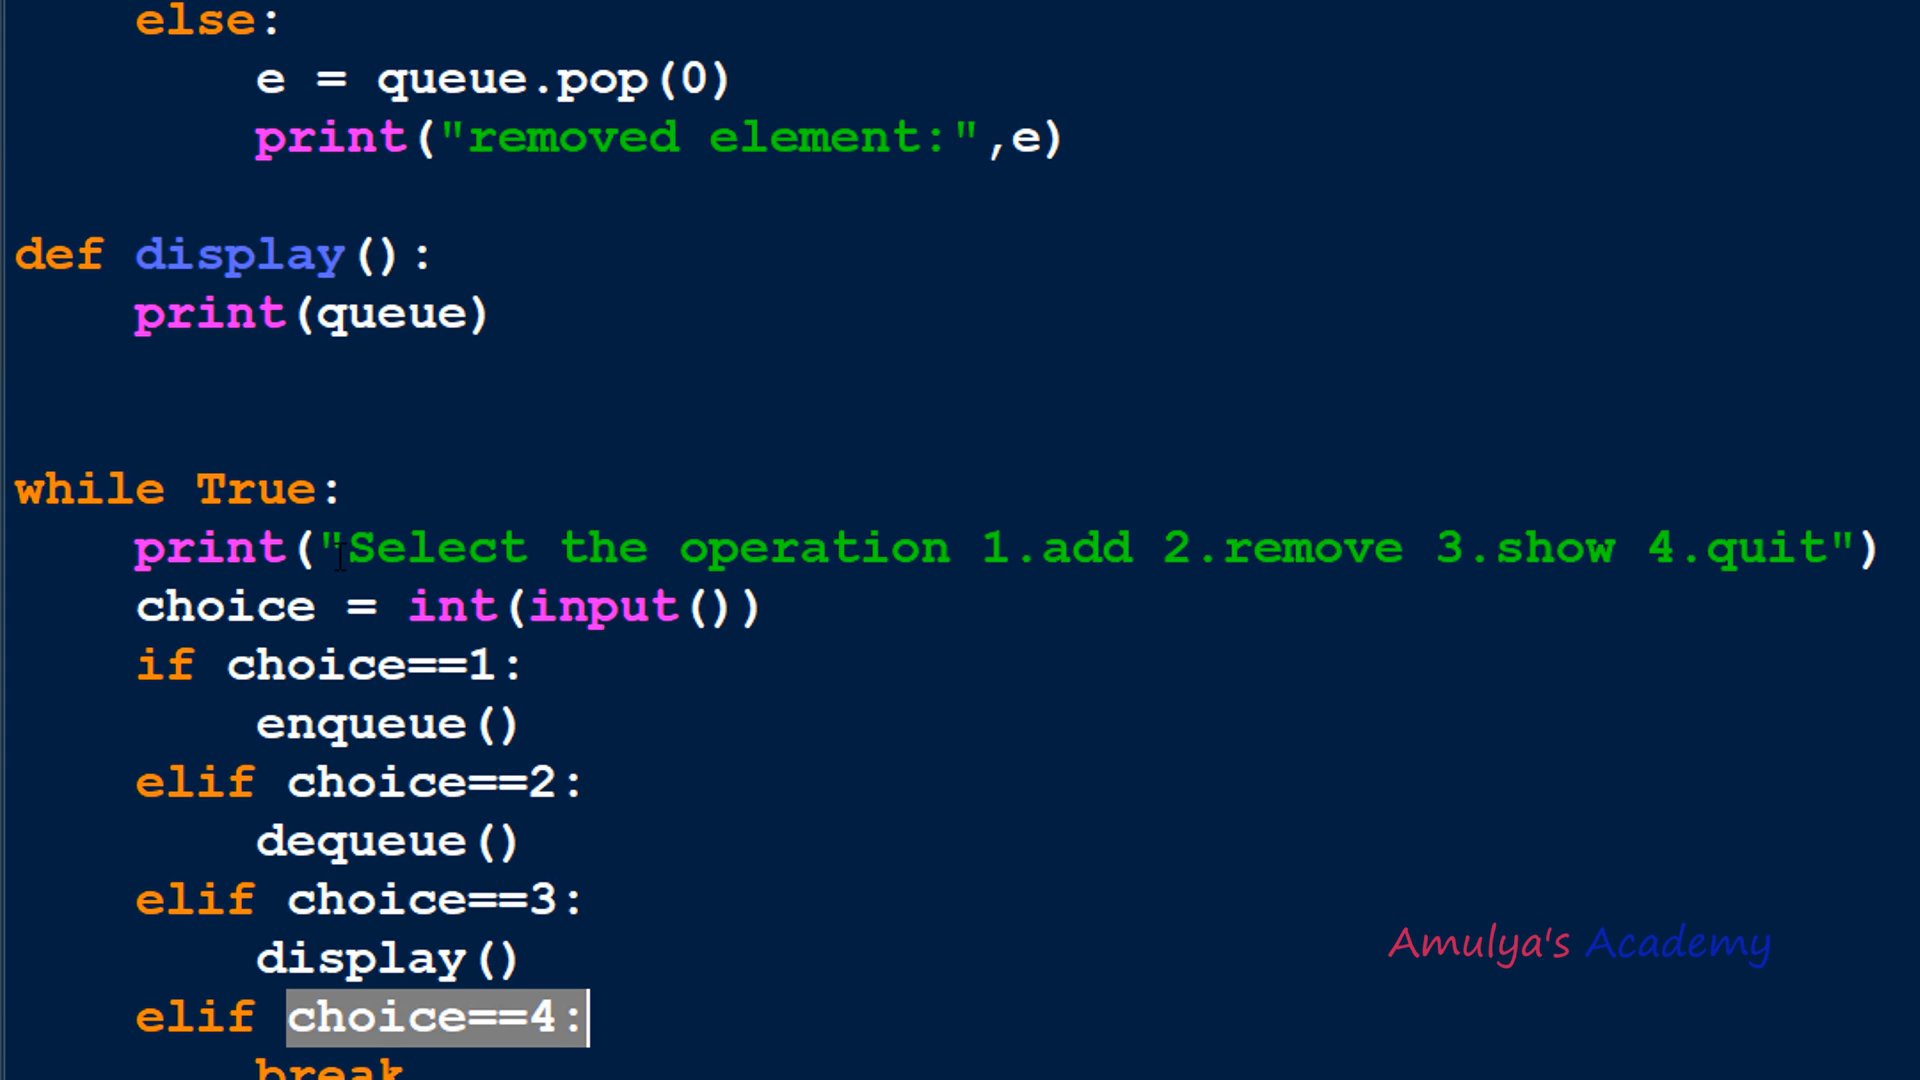 else:
e = queue.pop(0)
print("removed element:",e)
def display():
print(queue)
while True:
print("Select the operation 1.add 2.remove 3.show 4.quit")
choice = int(input())
if choice==1:
enqueue()
elif choice==2:
dequeue()
elif choice==3:
display()
Amulya's Academy
elif choice==4:
break